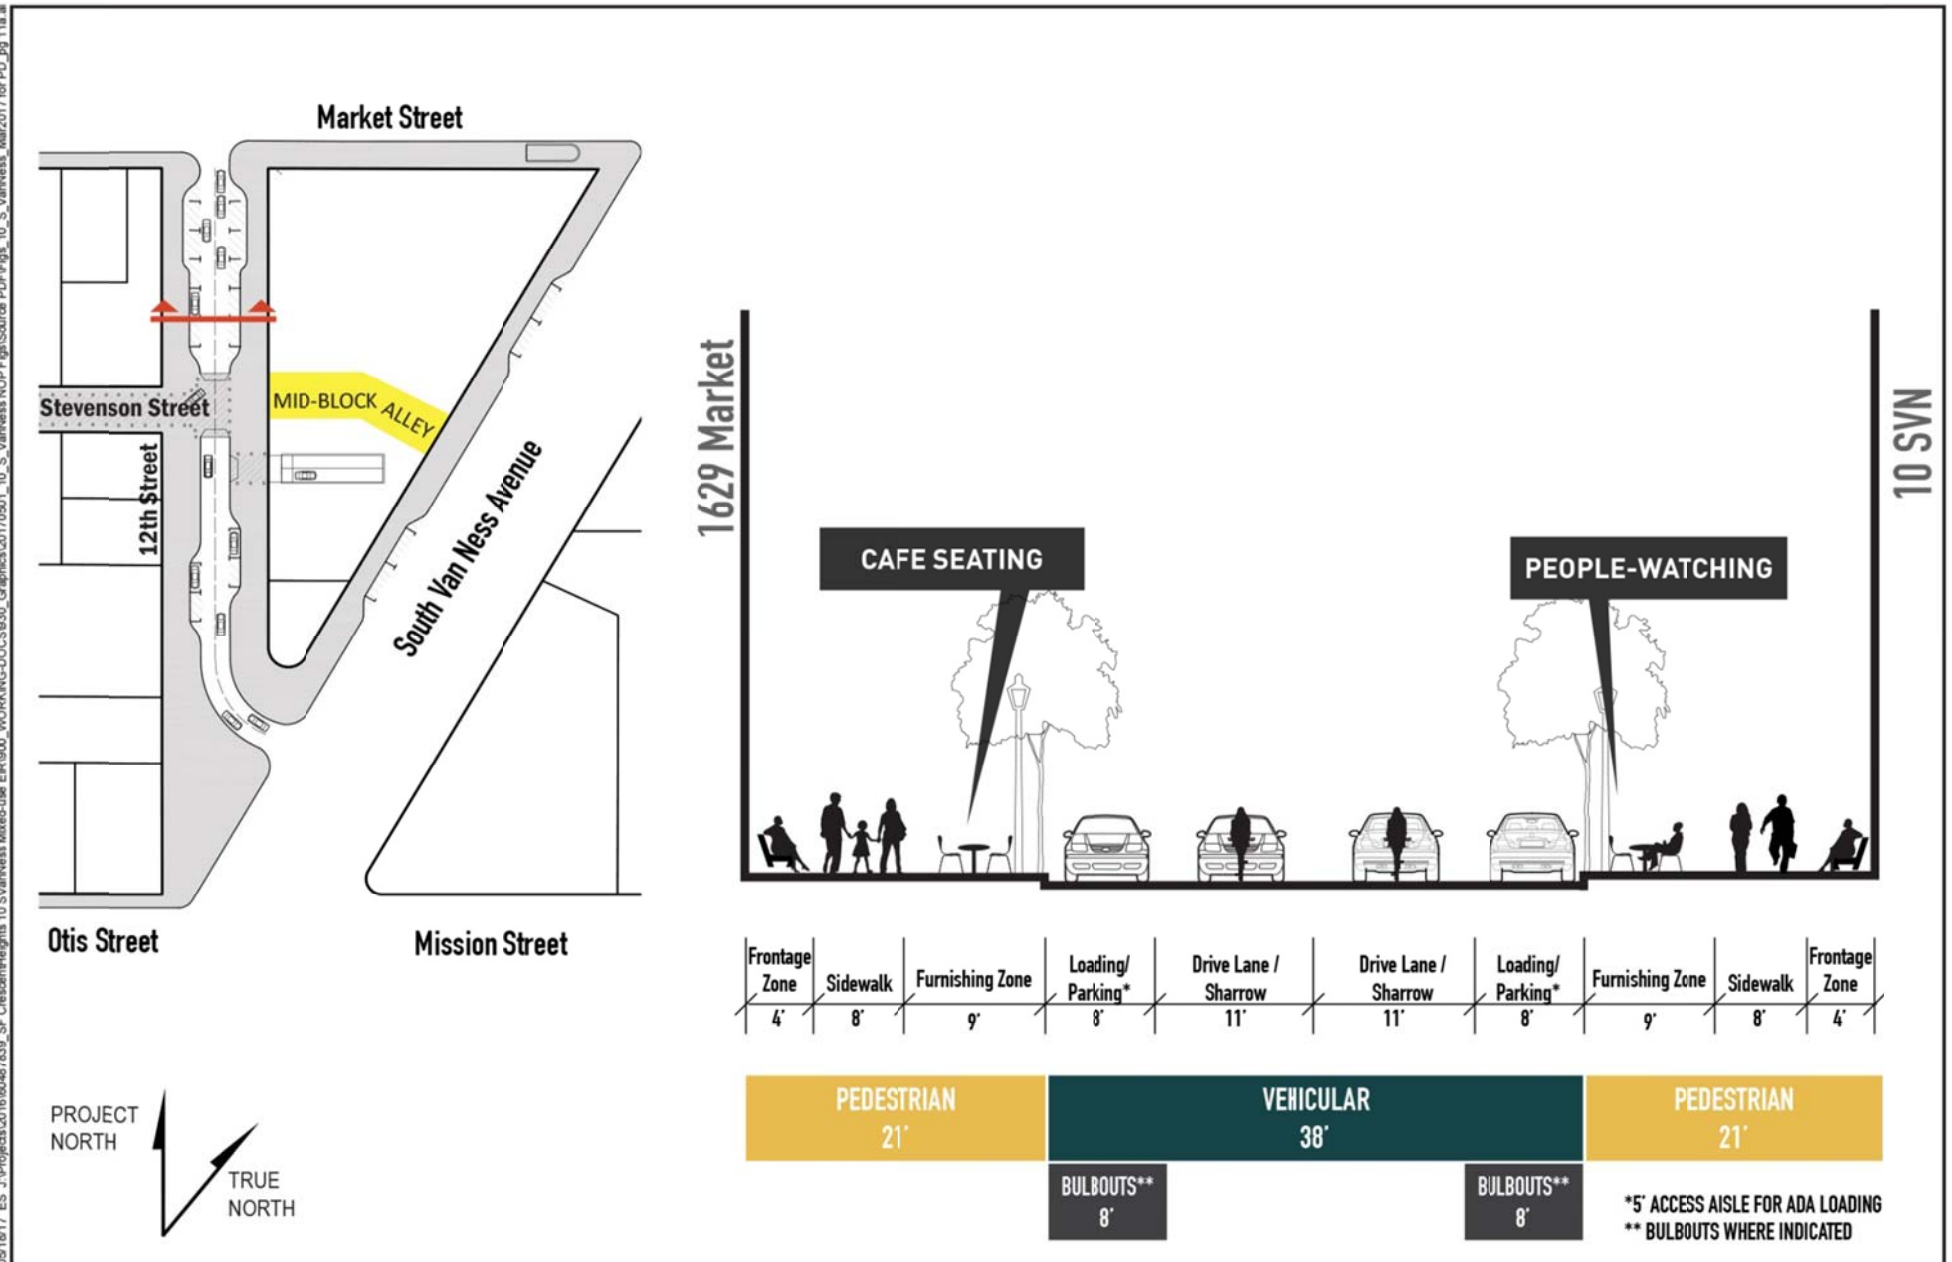 Market Street
Stevenson Street
MID-BLOCK ALLEY
12th Street
South Van Ness Avenue
Otis Street
Mission Street
PROJECT
NORTH
TRUE
NORTH
1629 Market
10 SVN
CAFE SEATING
PEOPLE-WATCHING
Frontage
Zone
Sidewalk
Furnishing Zone
Loading/
Parking*
Drive Lane /
Sharrow
Drive Lane /
Sharrow
Loading/
Parking*
Furnishing Zone
Sidewalk
Frontage
Zone
4' 8' 9' 8' 11' 11' 8' 9' 8' 4'
PEDESTRIAN
21'
VEHICULAR
38'
PEDESTRIAN
21'
BULBOUTS**
8'
BULBOUTS**
8'
*5' ACCESS AISLE FOR ADA LOADING
** BULBOUTS WHERE INDICATED